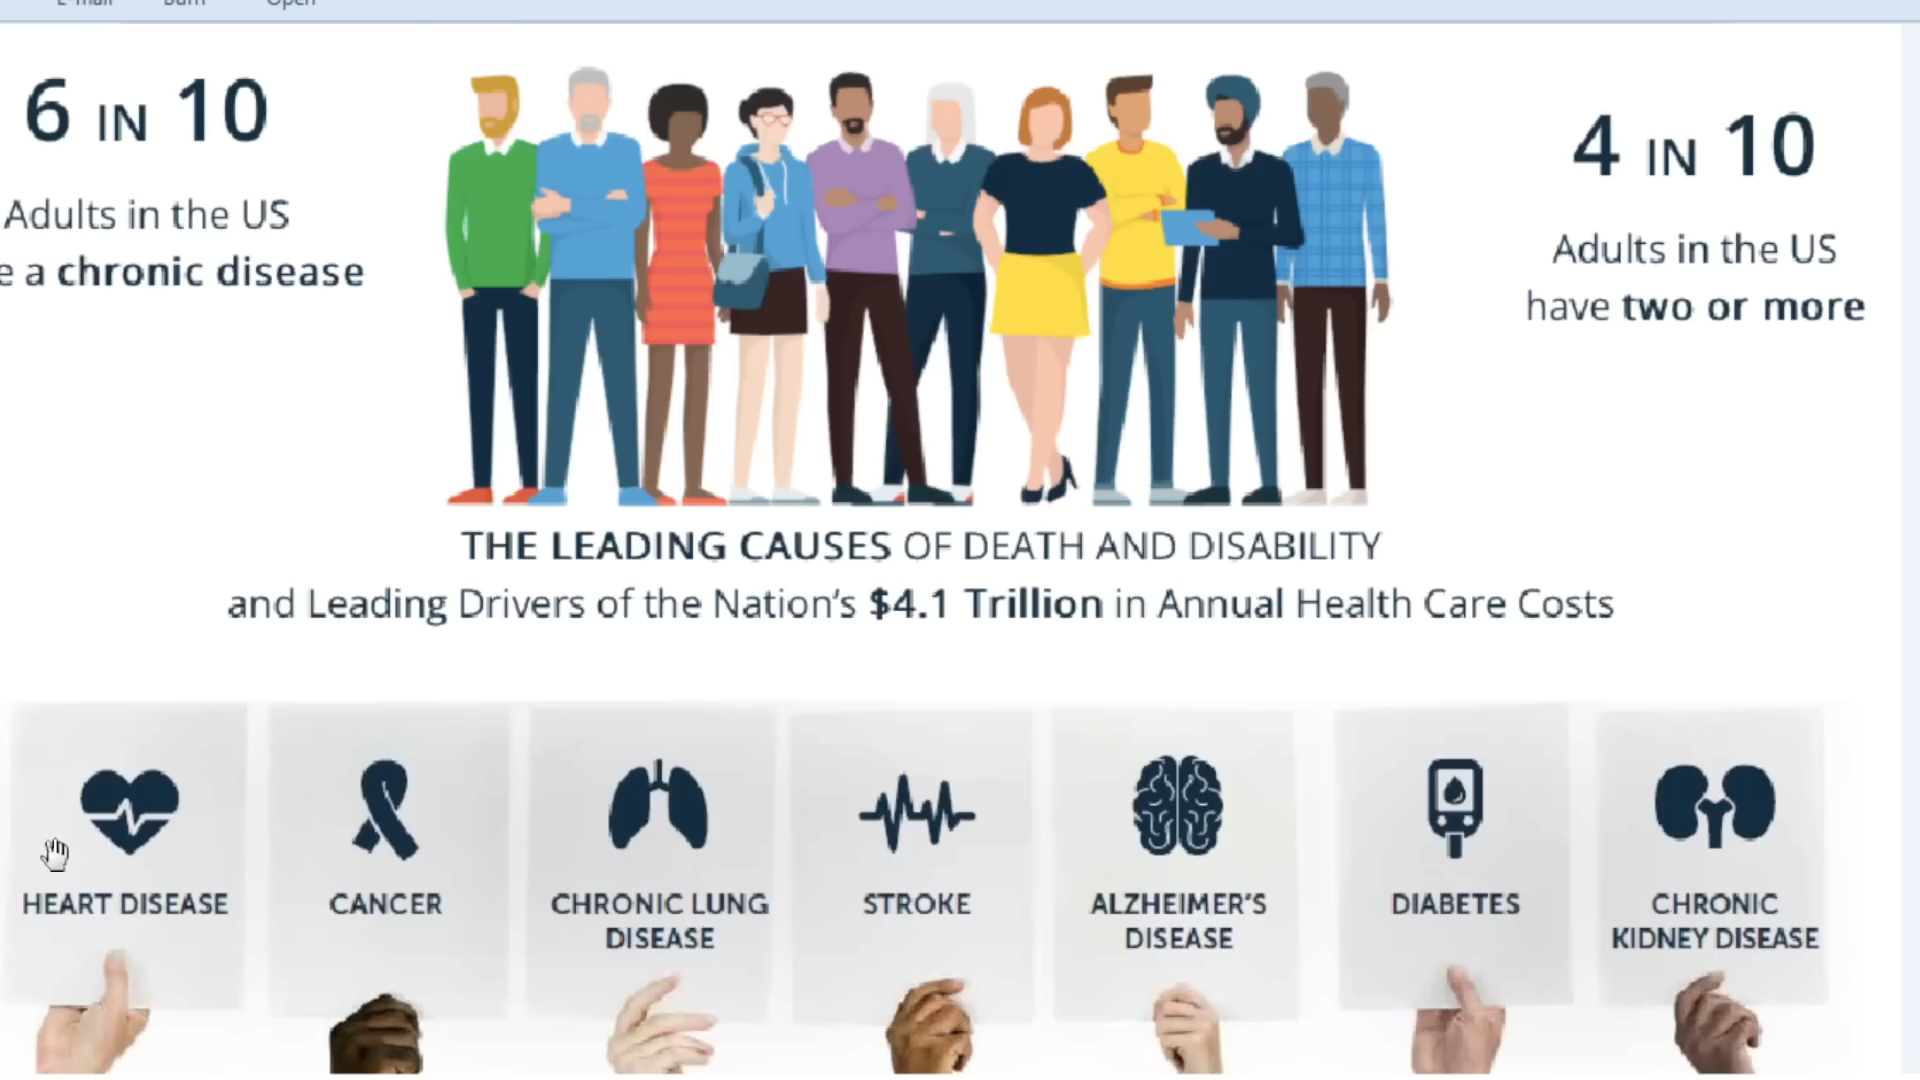 6 IN 10
Adults in the US
e a chronic disease
4 IN 10
Adults in the US
have two or more
THE LEADING CAUSES OF DEATH AND DISABILITY
and Leading Drivers of the Nation's $4.1 Trillion in Annual Health Care Costs
HEART DISEASE
CANCER
CHRONIC LUNG
DISEASE
STROKE
ALZHEIMER'S
DISEASE
DIABETES
CHRONIC
KIDNEY DISEASE